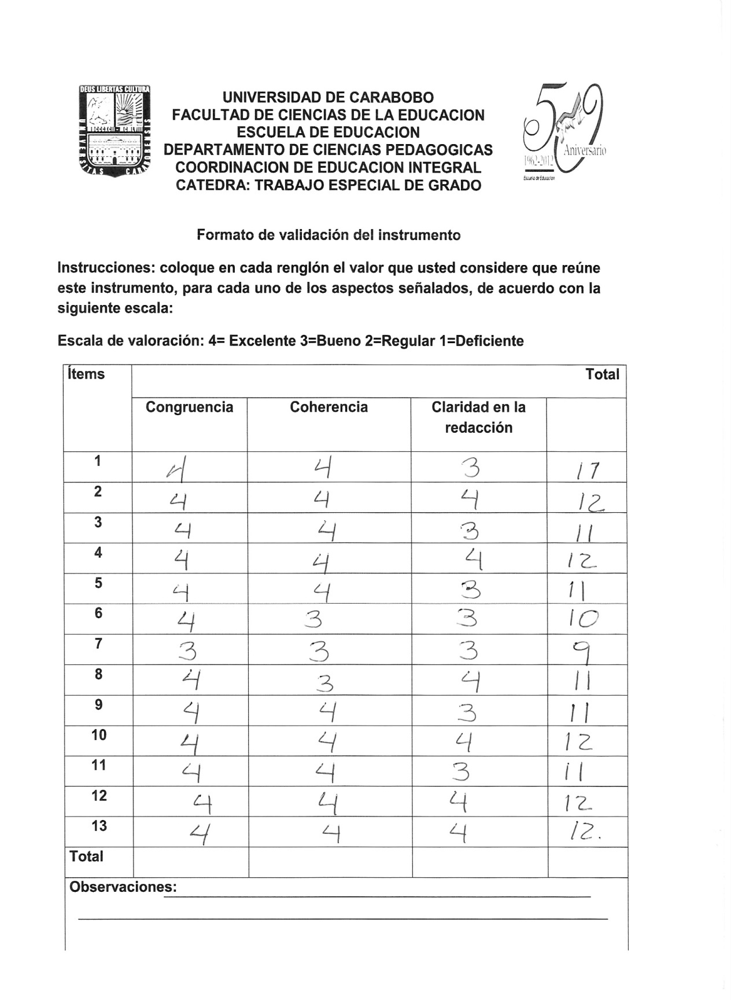 DEUS LIBERTAS CULTURA
UNIVERSITAS CARABORENSIS
UNIVERSIDAD DE CARABOBO
FACULTAD DE CIENCIAS DE LA EDUCACION
ESCUELA DE EDUCACION
DEPARTAMENTO DE CIENCIAS PEDAGOGICAS
COORDINACION DE EDUCACION INTEGRAL
CATEDRA: TRABAJO ESPECIAL DE GRADO
50 Aniversario
1962-2012
Escuela de Educacion
Formato de validación del instrumento
Instrucciones: coloque en cada renglón el valor que usted considere que reúne
este instrumento, para cada uno de los aspectos señalados, de acuerdo con la
siguiente escala:
Escala de valoración: 4= Excelente 3=Bueno 2=Regular 1=Deficiente
Ítems Total
Congruencia Coherencia Claridad en la
redacción
1 4 4 3 17
2 4 4 4 12
3 4 4 3 11
4 4 4 4 12
5 4 4 3 11
6 4 3 3 10
7 3 3 3 9
8 4 3 4 11
9 4 4 3 11
10 4 4 4 12
11 4 4 3 11
12 4 4 4 12
13 4 4 4 12.
Total
Observaciones: